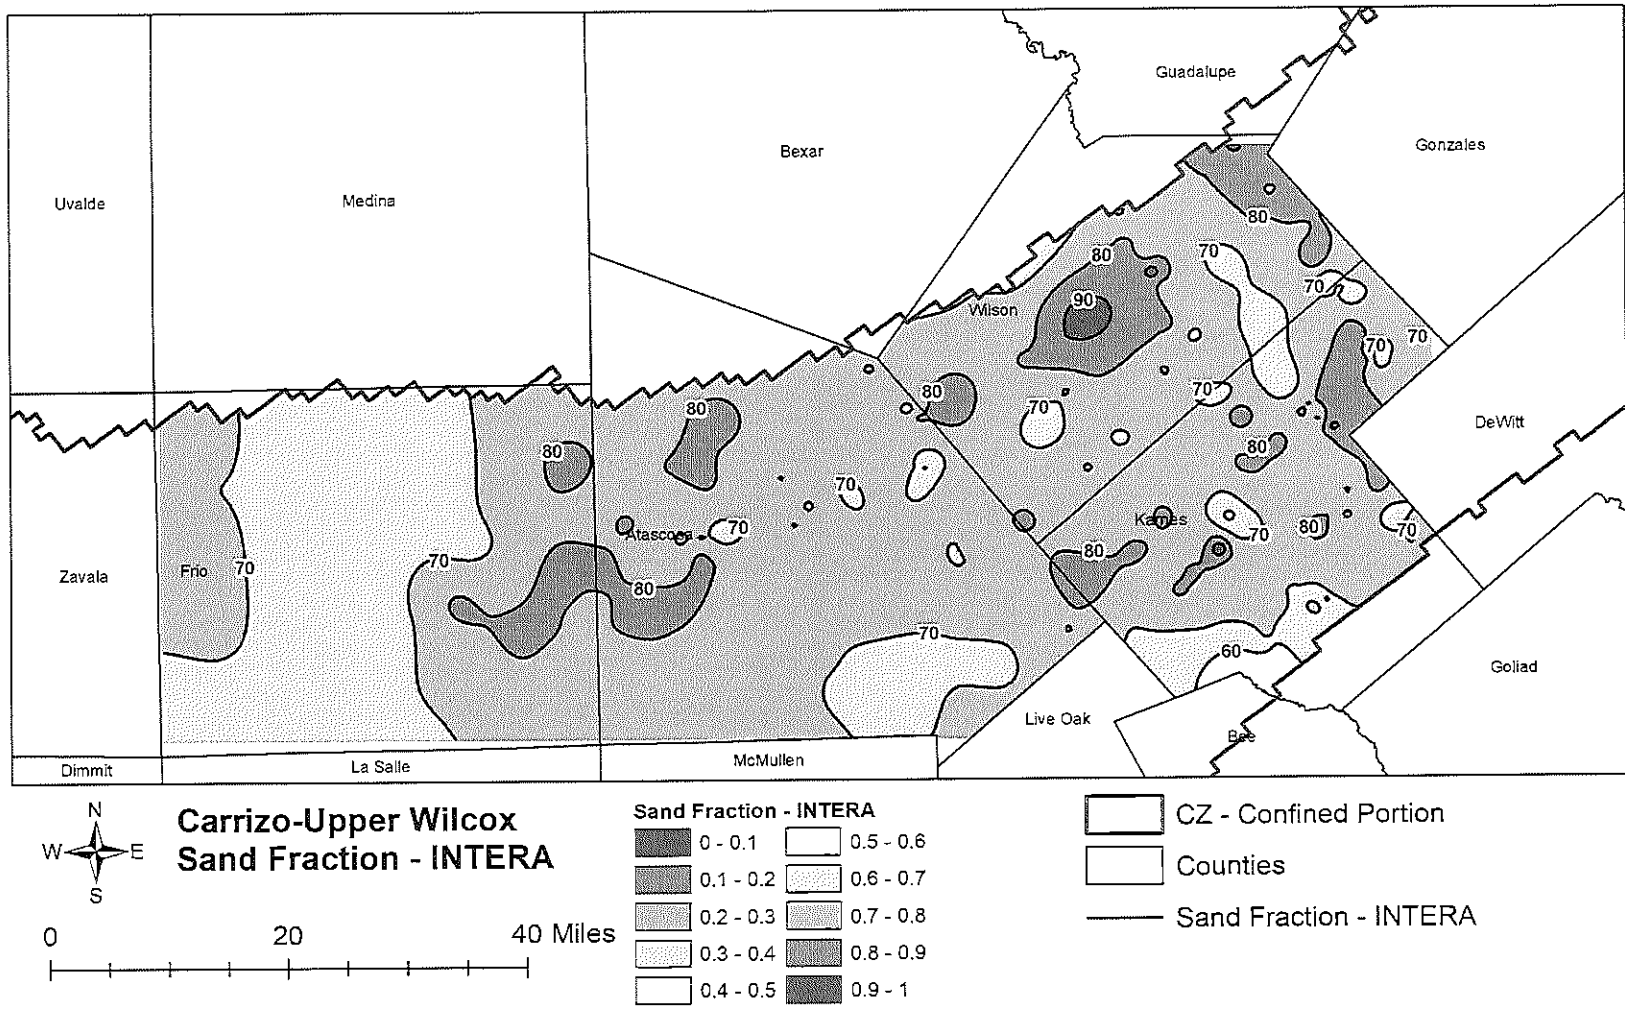 Guadalupe
Gonzales
Bexar
Uvalde
Medina
80
80
70
70
90
Wilson
70
70
80
70
80
70
DeWitt
80
80
70
Karnes
70
Atascosa
70
80
70
70
80
Zavala
Frio
70
80
70
60
Goliad
Live Oak
Bee
McMullen
La Salle
Dimmit
N
W
E
S
Carrizo-Upper Wilcox
Sand Fraction - INTERA
0 20 40 Miles
Sand Fraction - INTERA
0 - 0.1
0.1 - 0.2
0.2 - 0.3
0.3 - 0.4
0.4 - 0.5
0.5 - 0.6
0.6 - 0.7
0.7 - 0.8
0.8 - 0.9
0.9 - 1
CZ - Confined Portion
Counties
Sand Fraction - INTERA